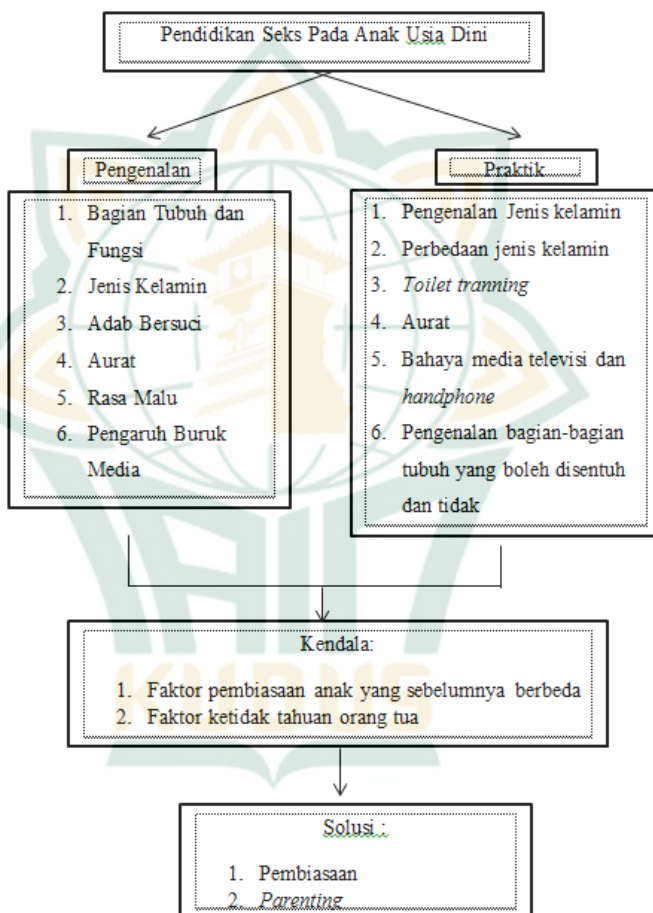 Pendidikan Seks Pada Anak Usia Dini
Pengenalan
1. Bagian Tubuh dan
Fungsi
2. Jenis Kelamin
3. Adab Bersuci
4. Aurat
5. Rasa Malu
6. Pengaruh Buruk
Media
Praktik
1. Pengenalan Jenis kelamin
2. Perbedaan jenis kelamin
3. Toilet tranning
4. Aurat
5. Bahaya media televisi dan
handphone
6. Pengenalan bagian-bagian
tubuh yang boleh disentuh
dan tidak
Kendala:
1. Faktor pembiasaan anak yang sebelumnya berbeda
2. Faktor ketidak tahuan orang tua
KUDUS
Solusi :
1. Pembiasaan
2. Parenting